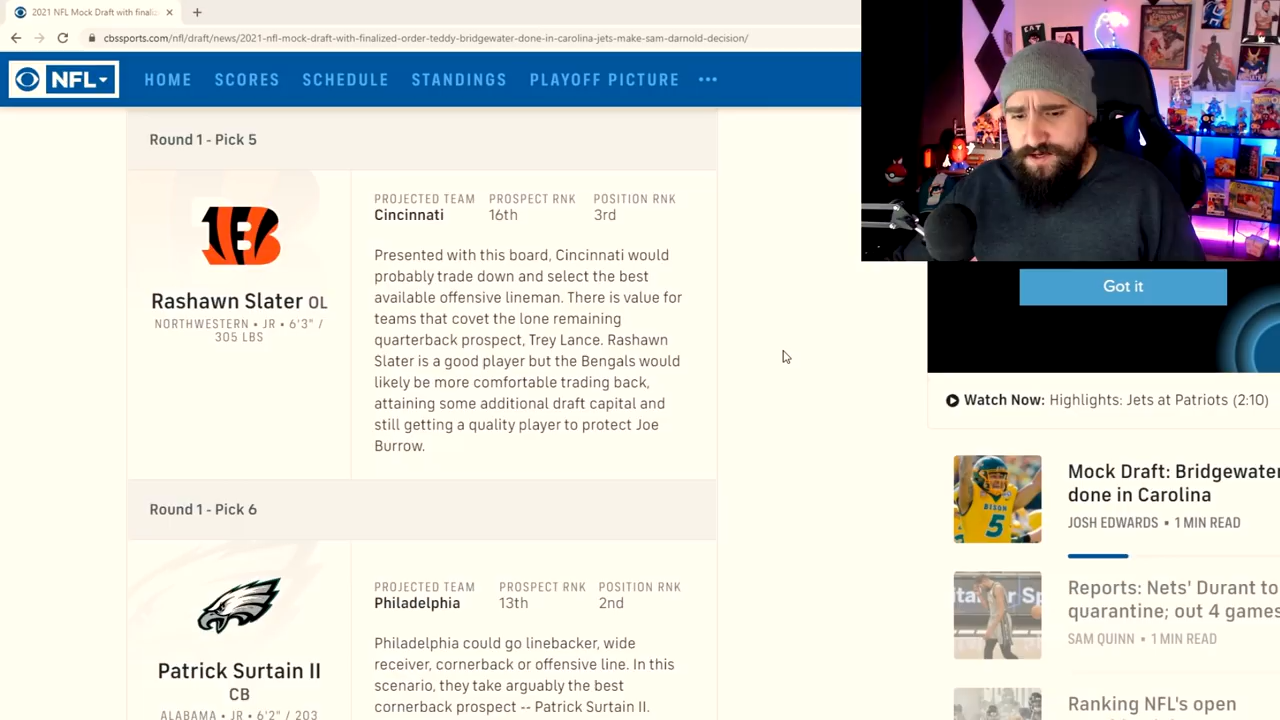 2021 NFL Mock Draft with finaliz
cbssports.com/nfl/draft/news/2021-nfl-mock-draft-with-finalized-order-teddy-bridgewater-done-in-carolina-jets-make-sam-darnold-decision/
NFL HOME SCORES SCHEDULE STANDINGS PLAYOFF PICTURE •••
Round 1 - Pick 5
B
Rashawn Slater OL
NORTHWESTERN • JR • 6'3" /
305 LBS
PROJECTED TEAM PROSPECT RNK POSITION RNK
Cincinnati 16th 3rd
Presented with this board, Cincinnati would
probably trade down and select the best
available offensive lineman. There is value for
teams that covet the lone remaining
quarterback prospect, Trey Lance. Rashawn
Slater is a good player but the Bengals would
likely be more comfortable trading back,
attaining some additional draft capital and
still getting a quality player to protect Joe
Burrow.
Round 1 - Pick 6
Patrick Surtain II
CB
ALABAMA • JR • 6'2" / 203
PROJECTED TEAM PROSPECT RNK POSITION RNK
Philadelphia 13th 2nd
Philadelphia could go linebacker, wide
receiver, cornerback or offensive line. In this
scenario, they take arguably the best
cornerback prospect -- Patrick Surtain II.
Got it
Watch Now: Highlights: Jets at Patriots (2:10)
BISON
5
Mock Draft: Bridgewater
done in Carolina
JOSH EDWARDS • 1 MIN READ
Reports: Nets' Durant to
quarantine; out 4 games
SAM QUINN • 1 MIN READ
Ranking NFL's open